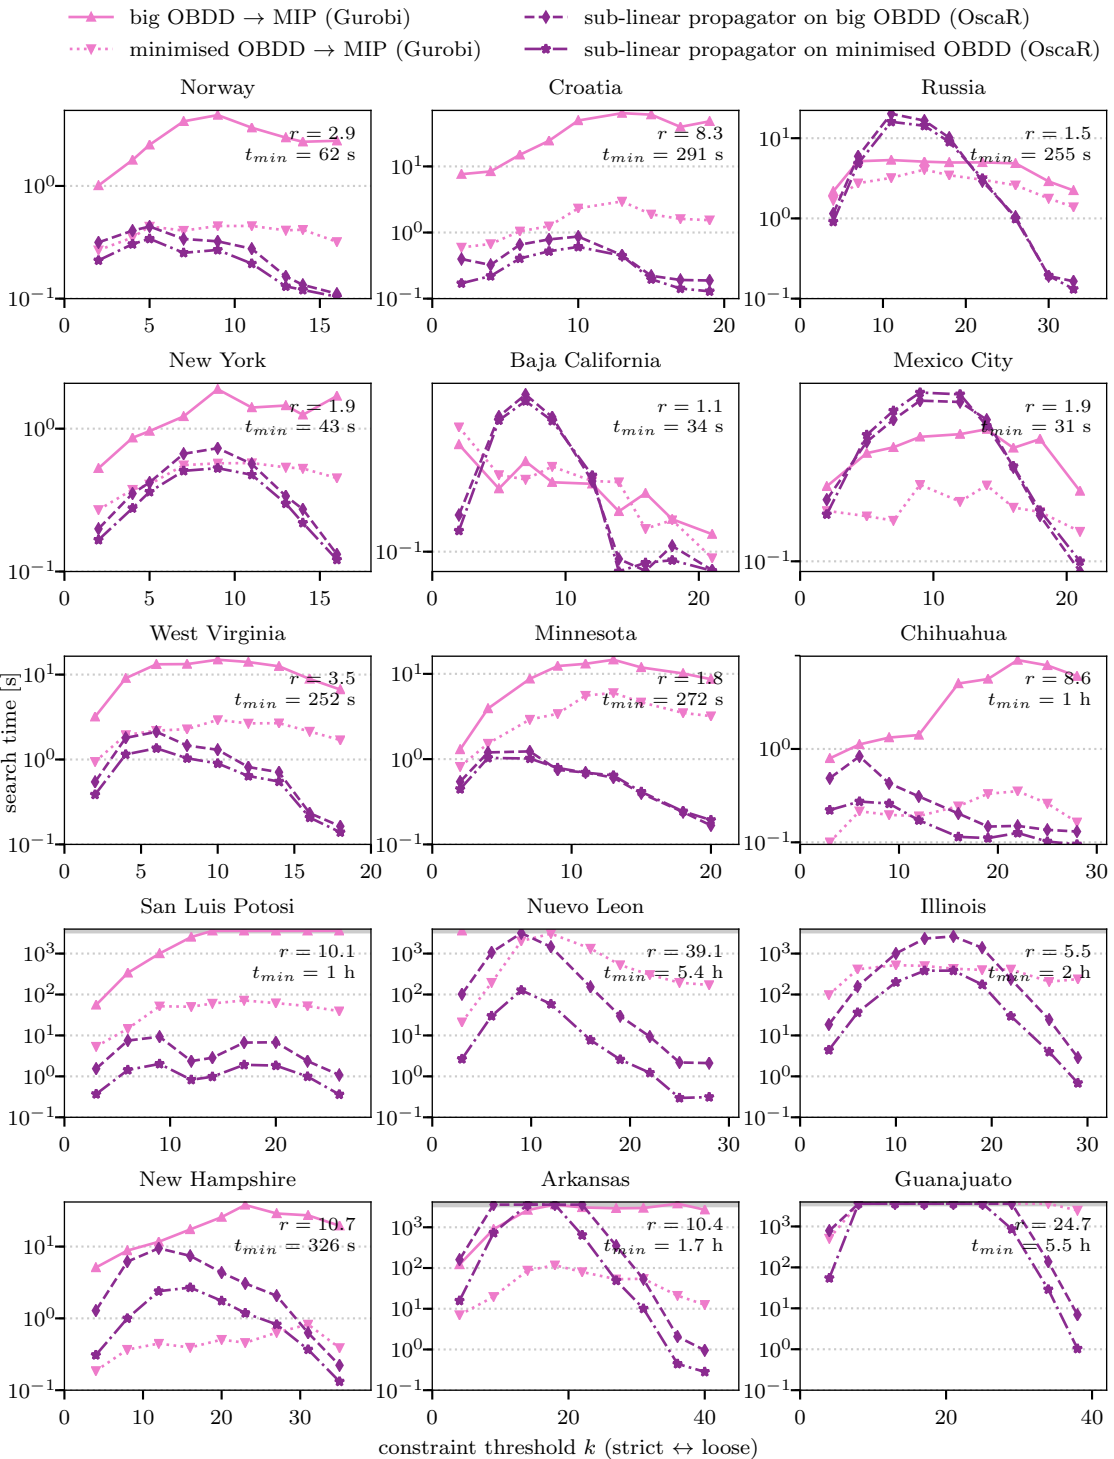 big OBDD → MIP (Gurobi)
minimised OBDD → MIP (Gurobi)
sub-linear propagator on big OBDD (OscaR)
sub-linear propagator on minimised OBDD (OscaR)
Norway
r = 2.9
t_min = 62 s
10^0
10^−1
0 5 10 15
Croatia
r = 8.3
t_min = 291 s
10^1
10^0
10^−1
0 10 20
Russia
r = 1.5
t_min = 255 s
10^1
10^0
10^−1
0 10 20 30
New York
r = 1.9
t_min = 43 s
10^0
10^−1
0 5 10 15
Baja California
r = 1.1
t_min = 34 s
10^−1
0 10 20
Mexico City
r = 1.9
t_min = 31 s
10^−1
0 10 20
search time [s]
West Virginia
r = 3.5
t_min = 252 s
10^1
10^0
10^−1
0 5 10 15 20
Minnesota
r = 1.8
t_min = 272 s
10^1
10^0
10^−1
0 10 20
Chihuahua
r = 8.6
t_min = 1 h
10^0
10^−1
0 10 20 30
San Luis Potosi
r = 10.1
t_min = 1 h
10^3
10^2
10^1
10^0
10^−1
0 10 20
Nuevo Leon
r = 39.1
t_min = 5.4 h
10^3
10^2
10^1
10^0
10^−1
0 10 20 30
Illinois
r = 5.5
t_min = 2 h
10^3
10^2
10^1
10^0
10^−1
0 10 20 30
New Hampshire
r = 10.7
t_min = 326 s
10^1
10^0
10^−1
0 10 20 30
Arkansas
r = 10.4
t_min = 1.7 h
10^3
10^2
10^1
10^0
10^−1
0 20 40
Guanajuato
r = 24.7
t_min = 5.5 h
10^3
10^2
10^1
10^0
10^−1
0 10 20 30 40
constraint threshold k (strict ↔ loose)